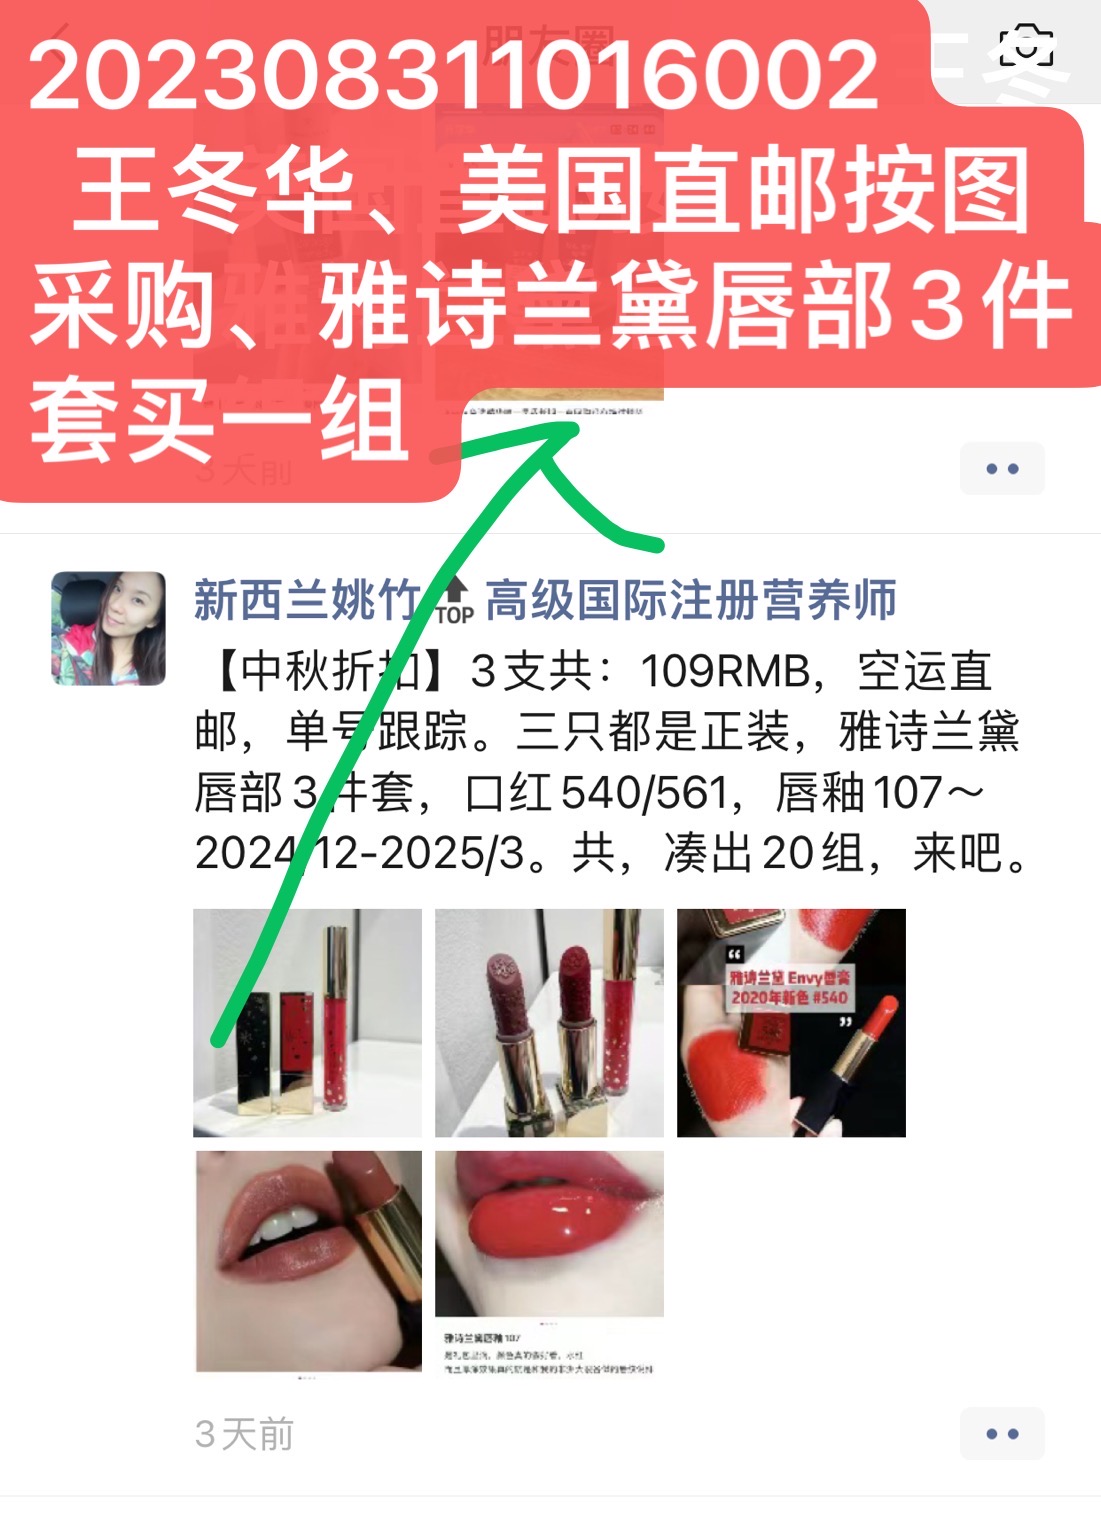 朋友圈
202308311016002
王冬华、美国直邮按图
采购、雅诗兰黛唇部3件
套买一组
3天前
新西兰姚竹 TOP 高级国际注册营养师
【中秋折扣】3支共：109RMB，空运直
邮，单号跟踪。三只都是正装，雅诗兰黛
唇部3件套，口红540/561，唇釉107～
2024/12-2025/3。共，凑出20组，来吧。
“
雅诗兰黛 Envy唇膏
2020年新色 #540
”
雅诗兰黛唇釉 107
3天前